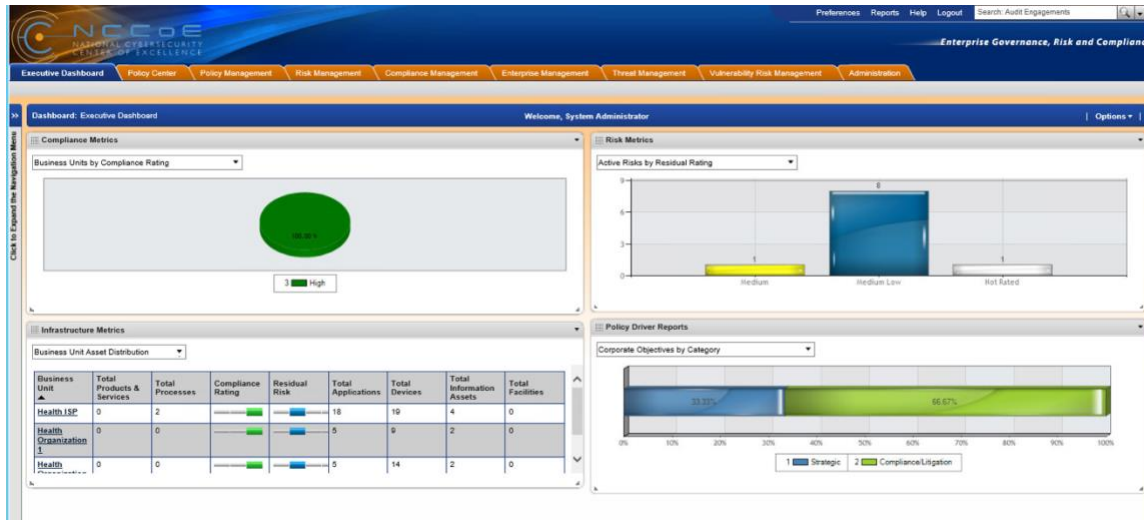 Preferences Reports Help Logout Search: Audit Engagements
NCCoE
NATIONAL CYBERSECURITY
CENTER OF EXCELLENCE
Enterprise Governance, Risk and Complianc
Executive Dashboard Policy Center Policy Management Risk Management Compliance Management Enterprise Management Threat Management Vulnerability Risk Management Administration
Dashboard: Executive Dashboard Welcome, System Administrator | Options |
Click to Expand the Navigation Menu
Compliance Metrics
Business Units by Compliance Rating
3 High
Risk Metrics
Active Risks by Residual Rating
9
6
3
0
1 8 1
Medium Medium Low Not Rated
Infrastructure Metrics
Business Unit Asset Distribution
Business Unit Total Products & Services Total Processes Compliance Rating Residual Risk Total Applications Total Devices Total Information Assets Total Facilities
Health ISP 0 2 18 19 4 0
Health Organization 1 0 0 5 9 2 0
Health 0 0 5 14 2 0
Policy Driver Reports
Corporate Objectives by Category
33.33% 66.67%
0% 10% 20% 30% 40% 50% 60% 70% 80% 90% 100%
1 Strategic 2 Compliance/Litigation